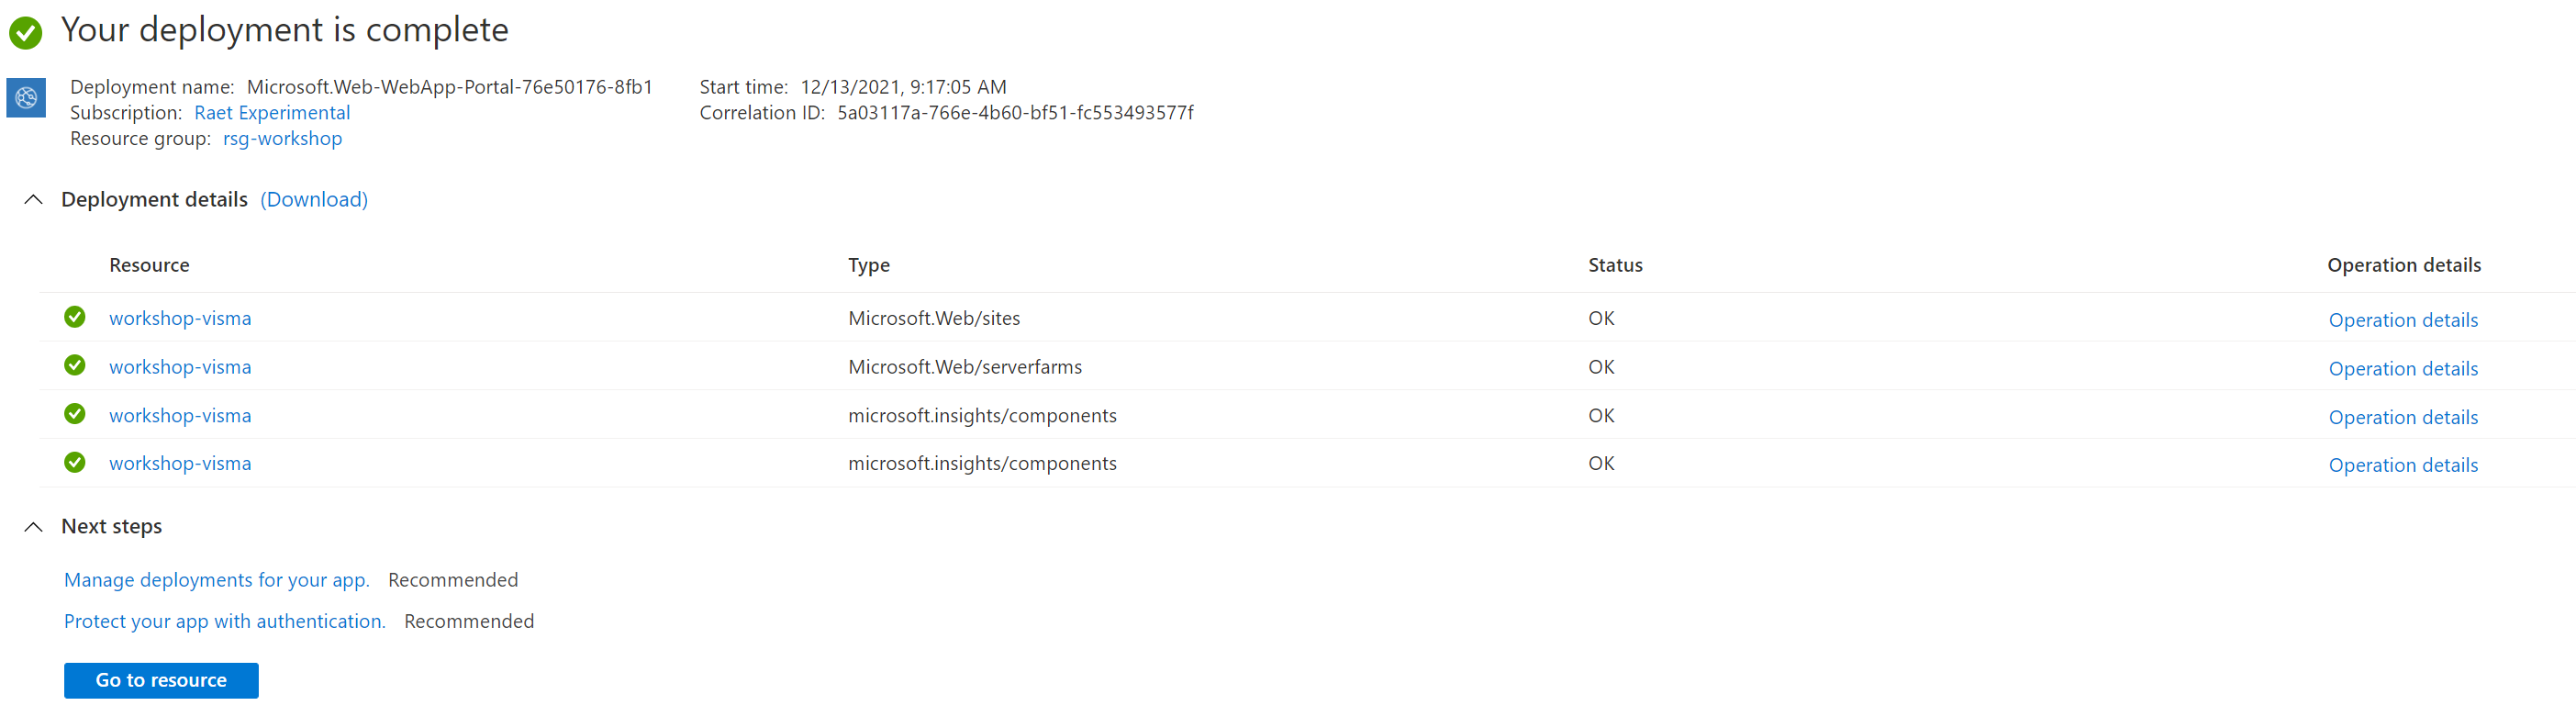 Your deployment is complete
Deployment name: Microsoft.Web-WebApp-Portal-76e50176-8fb1 Start time: 12/13/2021, 9:17:05 AM
Subscription: Raet Experimental Correlation ID: 5a03117a-766e-4b60-bf51-fc553493577f
Resource group: rsg-workshop
Deployment details (Download)
Resource Type Status Operation details
workshop-visma Microsoft.Web/sites OK Operation details
workshop-visma Microsoft.Web/serverfarms OK Operation details
workshop-visma microsoft.insights/components OK Operation details
workshop-visma microsoft.insights/components OK Operation details
Next steps
Manage deployments for your app. Recommended
Protect your app with authentication. Recommended
Go to resource